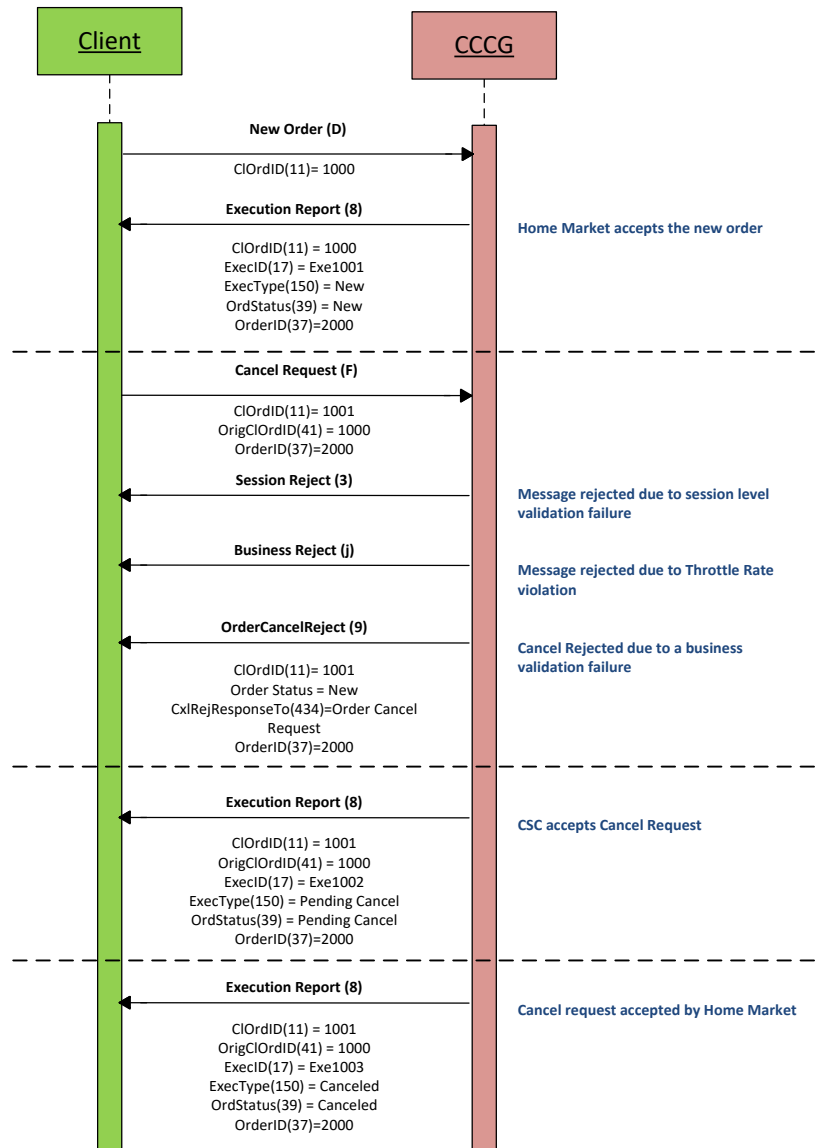 Client
CCCG
New Order (D)
ClOrdID(11)= 1000
Execution Report (8)
Home Market accepts the new order
ClOrdID(11) = 1000
ExecID(17) = Exe1001
ExecType(150) = New
OrdStatus(39) = New
OrderID(37)=2000
Cancel Request (F)
ClOrdID(11)= 1001
OrigClOrdID(41) = 1000
OrderID(37)=2000
Session Reject (3)
Message rejected due to session level
validation failure
Business Reject (j)
Message rejected due to Throttle Rate
violation
OrderCancelReject (9)
Cancel Rejected due to a business
validation failure
ClOrdID(11)= 1001
Order Status = New
CxlRejResponseTo(434)=Order Cancel
Request
OrderID(37)=2000
Execution Report (8)
CSC accepts Cancel Request
ClOrdID(11) = 1001
OrigClOrdID(41) = 1000
ExecID(17) = Exe1002
ExecType(150) = Pending Cancel
OrdStatus(39) = Pending Cancel
OrderID(37)=2000
Execution Report (8)
Cancel request accepted by Home Market
ClOrdID(11) = 1001
OrigClOrdID(41) = 1000
ExecID(17) = Exe1003
ExecType(150) = Canceled
OrdStatus(39) = Canceled
OrderID(37)=2000